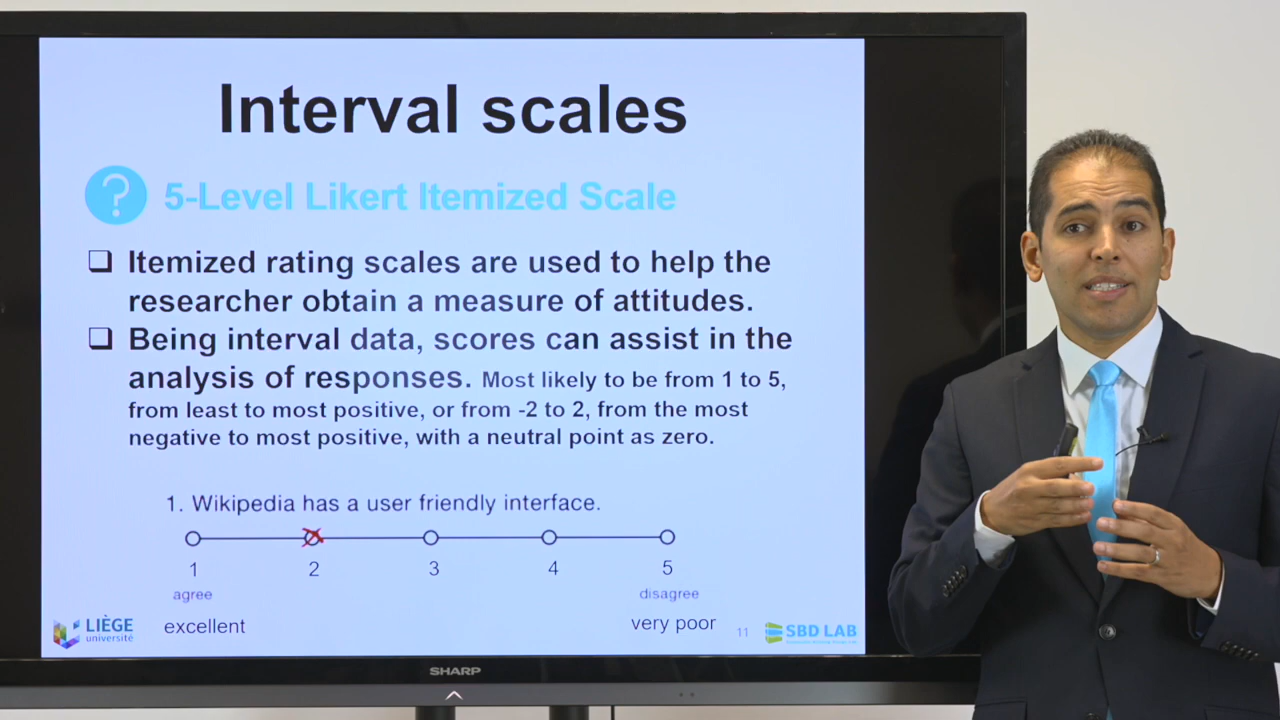 Interval scales
?
5-Level Likert Itemized Scale
Itemized rating scales are used to help the
researcher obtain a measure of attitudes.
Being interval data, scores can assist in the
analysis of responses. Most likely to be from 1 to 5,
from least to most positive, or from -2 to 2, from the most
negative to most positive, with a neutral point as zero.
1. Wikipedia has a user friendly interface.
1 2 3 4 5
agree disagree
excellent very poor
LIÈGE
université
11
SBD LAB
SHARP